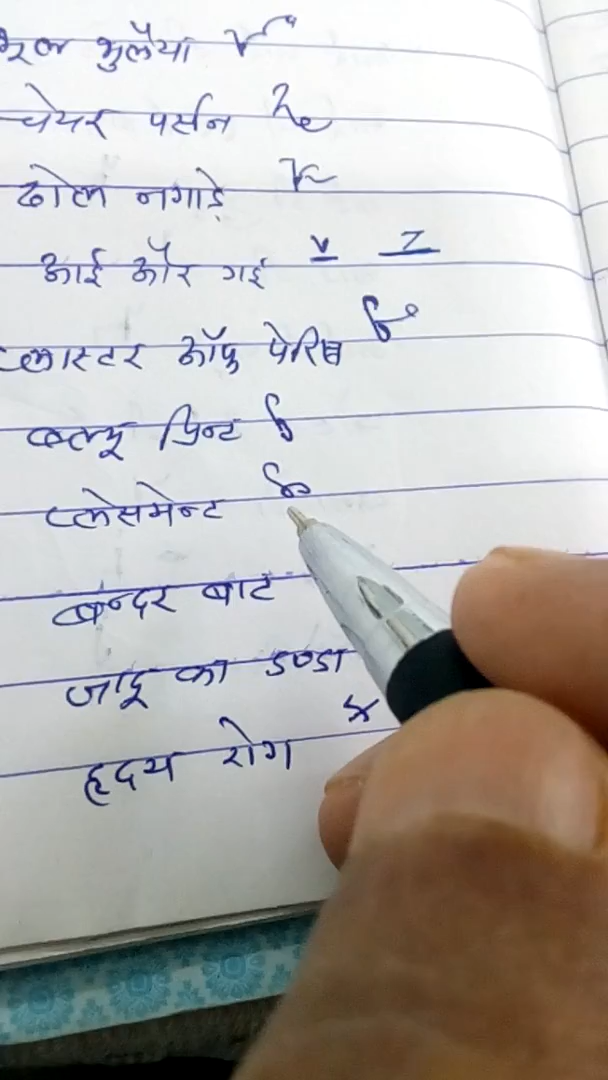 भूल भुलैया
चेयर पर्सन
ढोल नगाड़े
आई और गई
प्लास्टर ऑफ पेरिस
ब्लू प्रिन्ट
प्लेसमेन्ट
बन्दर बाट
जादू का डण्डा
हृदय रोग